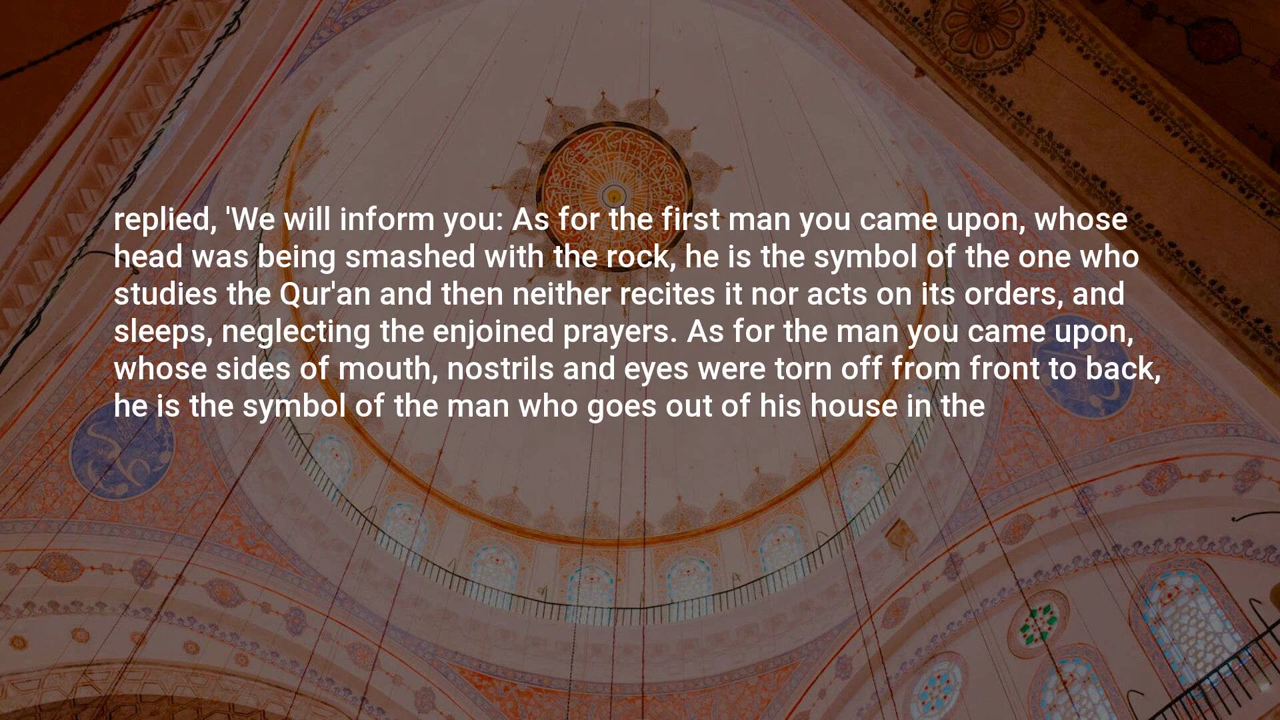 replied, 'We will inform you: As for the first man you came upon, whose
head was being smashed with the rock, he is the symbol of the one who
studies the Qur'an and then neither recites it nor acts on its orders, and
sleeps, neglecting the enjoined prayers. As for the man you came upon,
whose sides of mouth, nostrils and eyes were torn off from front to back,
he is the symbol of the man who goes out of his house in the